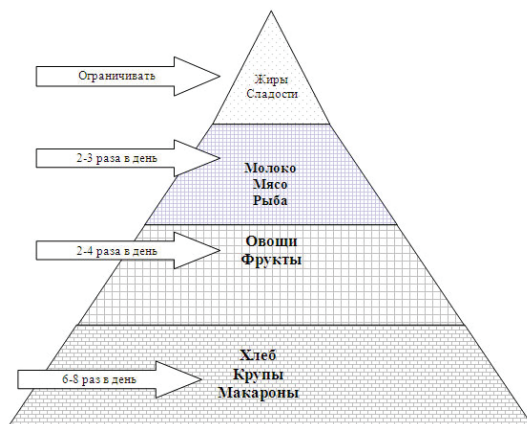 Ограничивать
Жиры
Сладости
2-3 раза в день
Молоко
Мясо
Рыба
2-4 раза в день
Овоши
Фрукты
6-8 раз в день
Хлеб
Крупы
Макароны